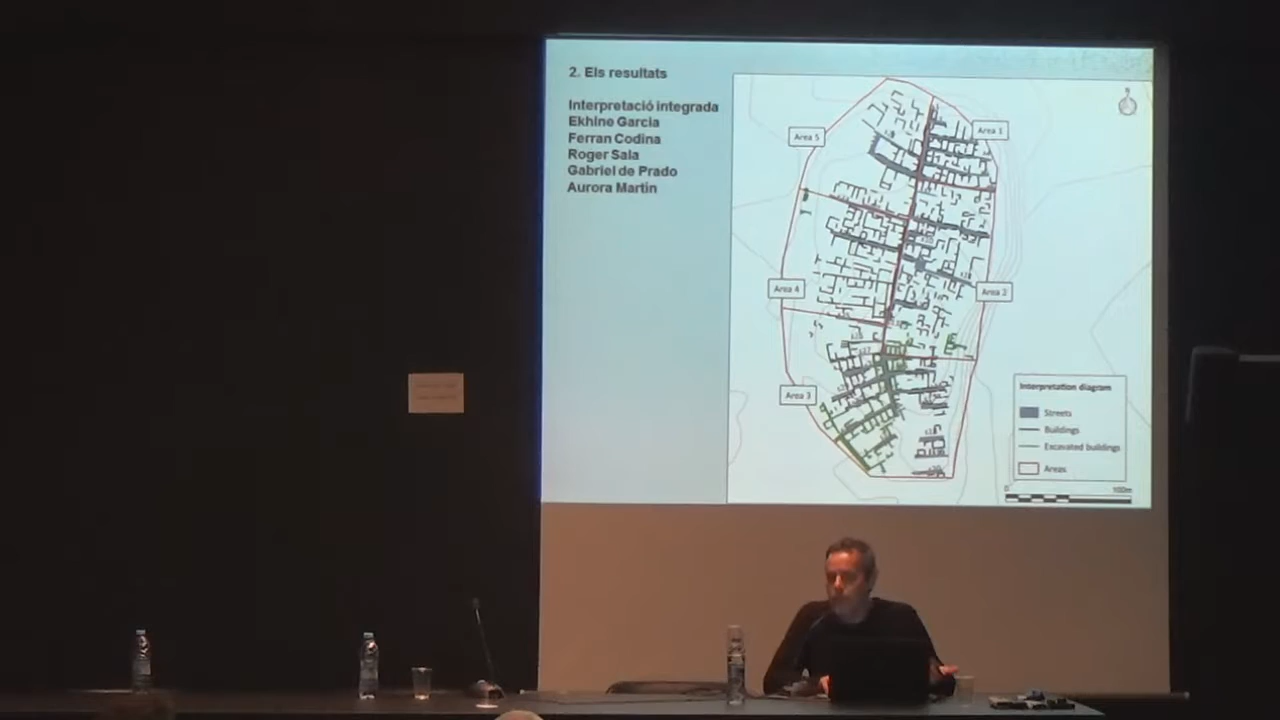 2. Els resultats
Interpretació integrada
Ekhine Garcia
Ferran Codina
Roger Sala
Gabriel de Prado
Aurora Martin
Area 5
Area 1
Area 4
Area 2
Area 3
Interpretation diagram
Streets
Buildings
Excavated buildings
Areas
0
100m